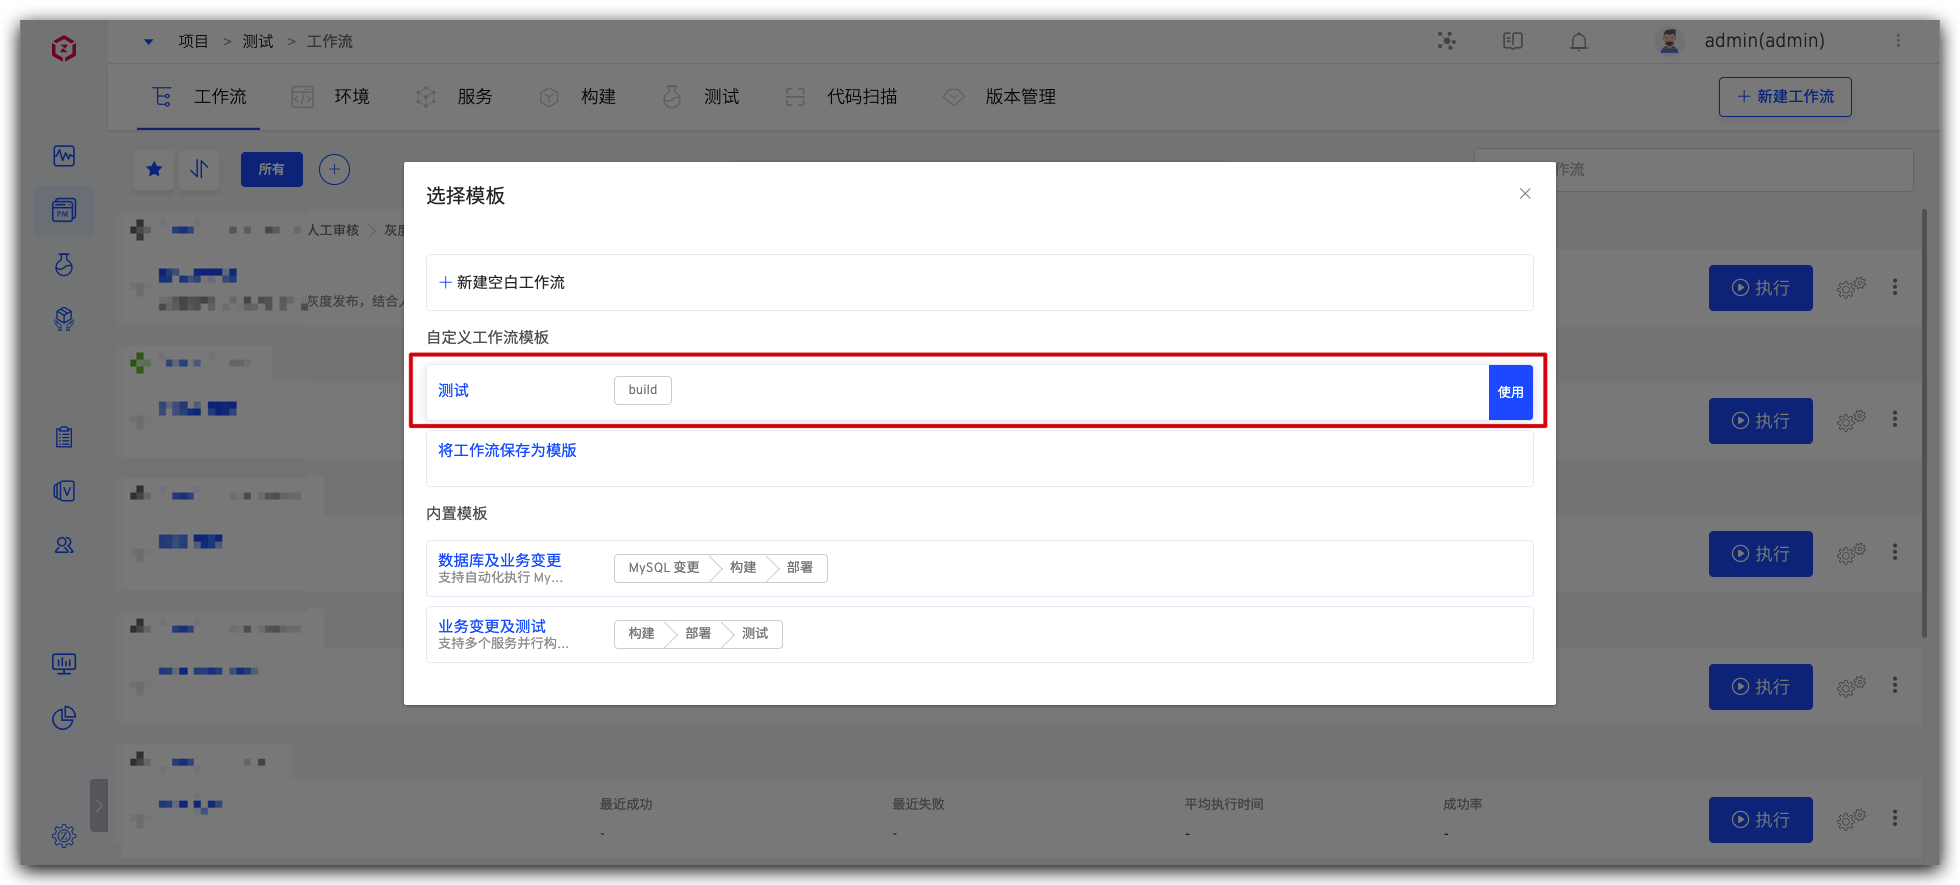 项目 > 测试 > 工作流
admin(admin)
工作流 环境 服务 构建 测试 代码扫描 版本管理
+ 新建工作流
PM
所有
作流
选择模板
人工审核
+ 新建空白工作流
灰度发布，结合
执行
自定义工作流模板
测试 build 使用
执行
将工作流保存为模版
V
内置模板
数据库及业务变更
支持自动化执行 My...
MySQL 变更 构建 部署
执行
业务变更及测试
支持多个服务并行构...
构建 部署 测试
执行
最近成功 最近失败 平均执行时间 成功率
- - - -
执行